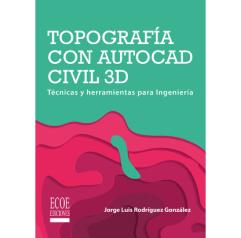 TOPOGRAFÍA
CON AUTOCAD
CIVIL 3D
Técnicas y herramientas para Ingeniería
Jorge Luis Rodríguez González
ECOE
EDICIONES